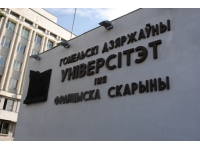 ГОМЕЛЬСКІ ДЗЯРЖАЎНЫ
УНІВЕРСІТЭТ
ІМЯ
ФРАНЦЫСКА СКАРЫНЫ